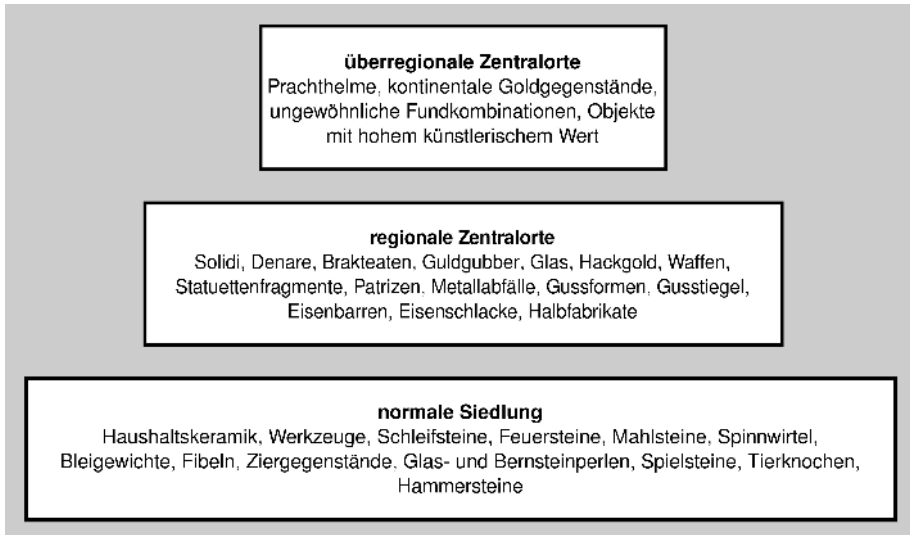 überregionale Zentralorte
Prachthelme, kontinentale Goldgegenstände,
ungewöhnliche Fundkombinationen, Objekte
mit hohem künstlerischem Wert
regionale Zentralorte
Solidi, Denare, Brakteaten, Guldgubber, Glas, Hackgold, Waffen,
Statuettenfragmente, Patrizen, Metallabfälle, Gussformen, Gusstiegel,
Eisenbarren, Eisenschlacke, Halbfabrikate
normale Siedlung
Haushaltskeramik, Werkzeuge, Schleifsteine, Feuersteine, Mahlsteine, Spinnwirtel,
Bleigewichte, Fibeln, Ziergegenstände, Glas- und Bernsteinperlen, Spielsteine, Tierknochen,
Hammersteine